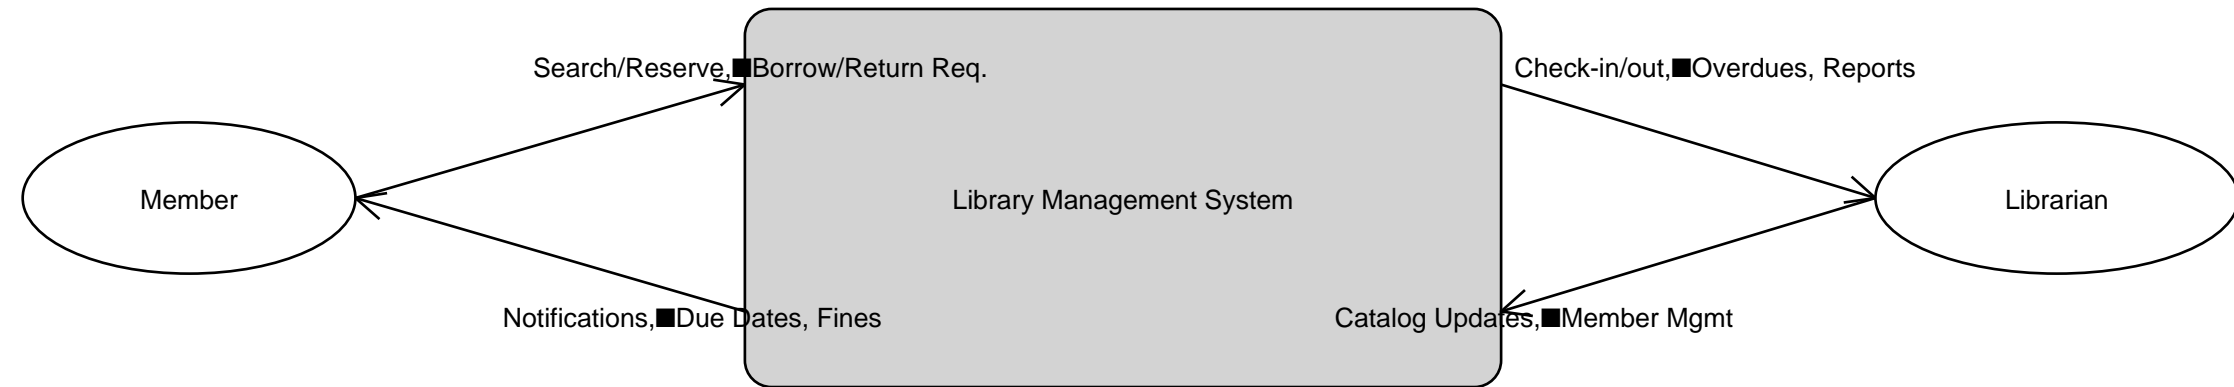 Search/Reserve,■Borrow/Return Req.
Check-in/out,■Overdues, Reports
Member
Library Management System
Librarian
Notifications,■Due Dates, Fines
Catalog Updates,■Member Mgmt